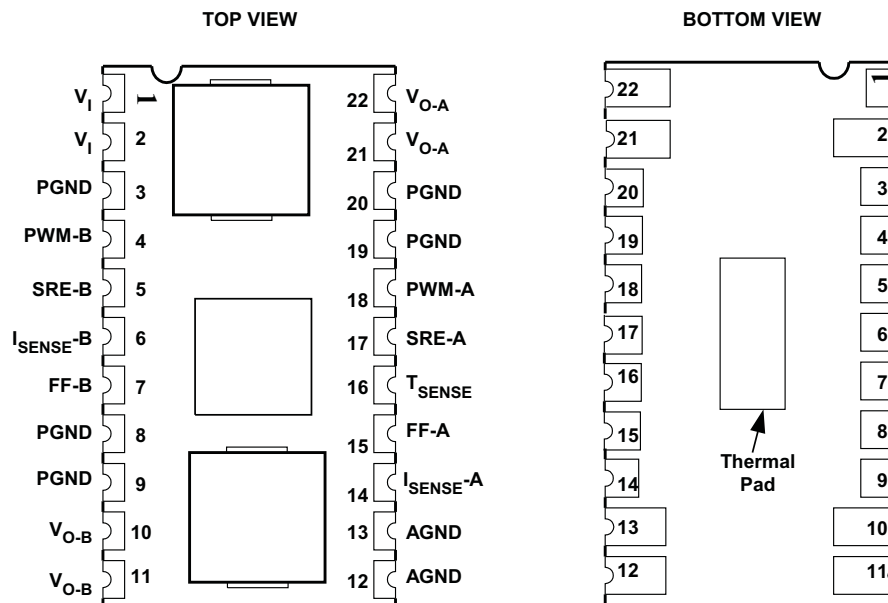 TOP VIEW
V_I 1 22 V_O-A
V_I 2 21 V_O-A
PGND 3 20 PGND
PWM-B 4 19 PGND
SRE-B 5 18 PWM-A
I_SENSE-B 6 17 SRE-A
FF-B 7 16 T_SENSE
PGND 8 15 FF-A
PGND 9 14 I_SENSE-A
V_O-B 10 13 AGND
V_O-B 11 12 AGND
BOTTOM VIEW
22 1
21 2
20 3
19 4
18 5
17 6
16 7
15 8
14 9
13 10
12 11
Thermal
Pad